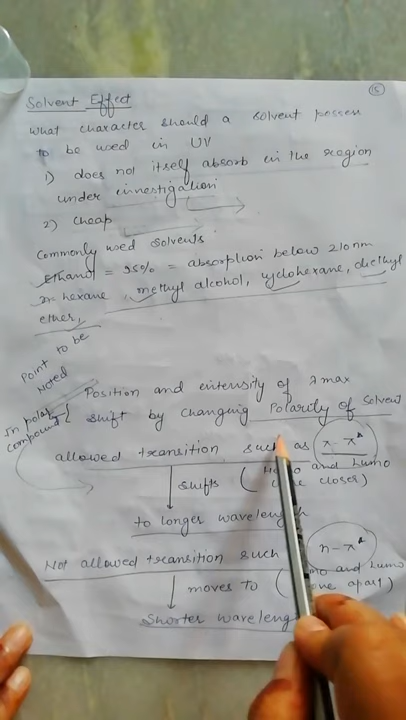 15
Solvent Effect
What character should a solvent possess
to be used in UV
1) does not itself absorb in the region
under investigation
2) cheap
Commonly used solvents
Ethanol = 95% = absorption below 210nm
n-hexane methyl alcohol, cyclohexane, diethyl
ether,
Point to be
Noted
Position and intensity of λmax
In polar compound { shift by changing Polarity of Solvent
allowed transition such as π-π*
shifts (HOMO and LUMO
closer)
to longer wavelength
Not allowed transition such n-π*
moves to ( and LUMO
apart)
Shorter